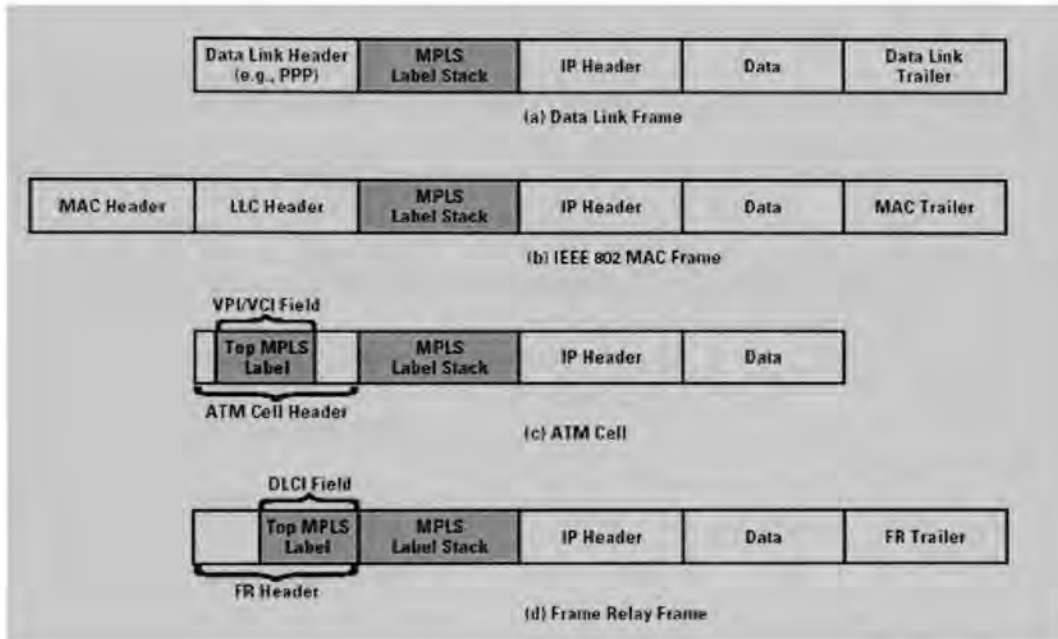 Data Link Header
(e.g., PPP)
MPLS
Label Stack
IP Header
Data
Data Link
Trailer
(a) Data Link Frame
MAC Header
LLC Header
MPLS
Label Stack
IP Header
Data
MAC Trailer
(b) IEEE 802 MAC Frame
VPI/VCI Field
Top MPLS
Label
MPLS
Label Stack
IP Header
Data
ATM Cell Header
(c) ATM Cell
DLCI Field
Top MPLS
Label
MPLS
Label Stack
IP Header
Data
FR Trailer
FR Header
(d) Frame Relay Frame